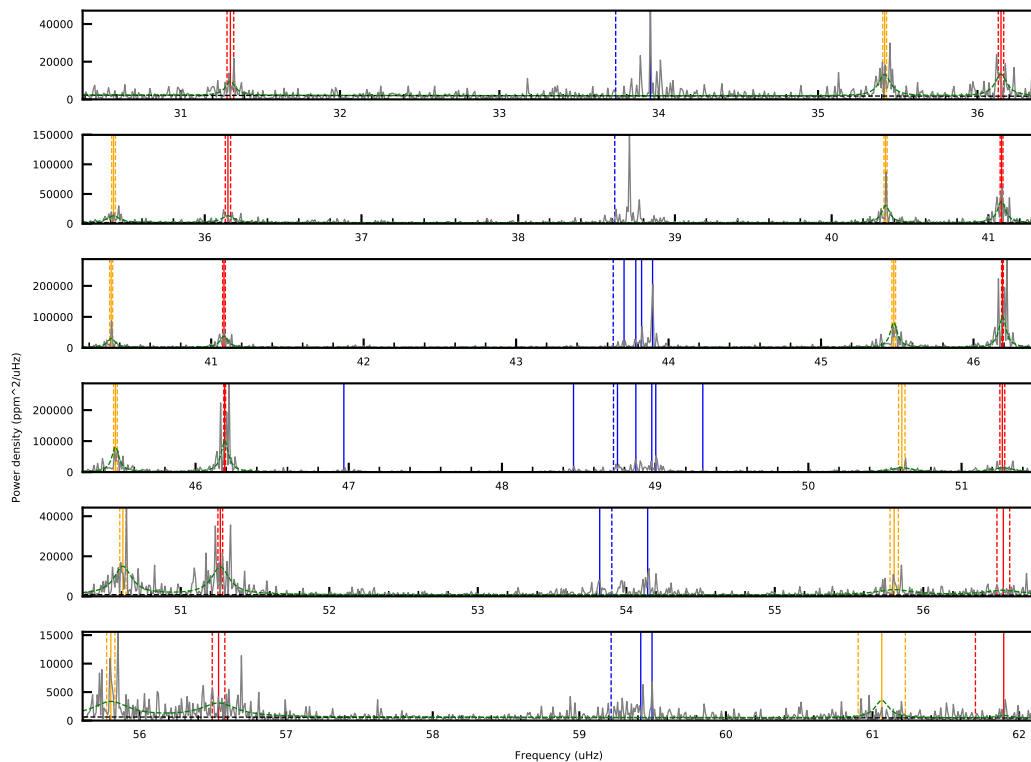 40000
20000
0
31 32 33 34 35 36
150000
100000
50000
0
36 37 38 39 40 41
200000
100000
0
41 42 43 44 45 46
Power density (ppm^2/uHz)
200000
100000
0
46 47 48 49 50 51
40000
20000
0
51 52 53 54 55 56
15000
10000
5000
0
56 57 58 59 60 61 62
Frequency (uHz)